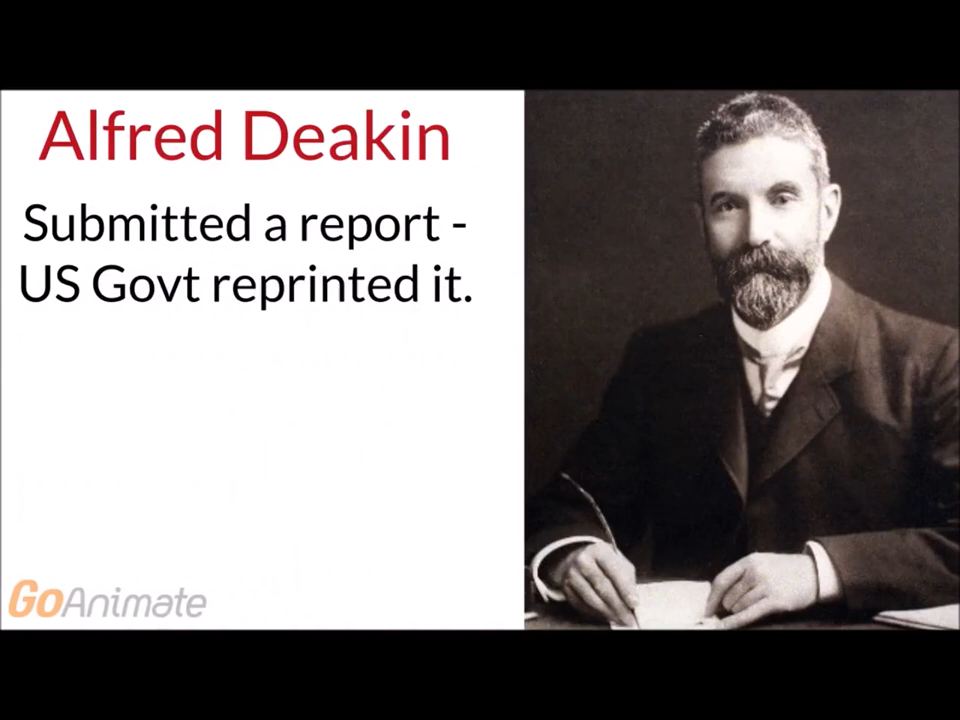 Alfred Deakin
Submitted a report -
US Govt reprinted it.
GoAnimate